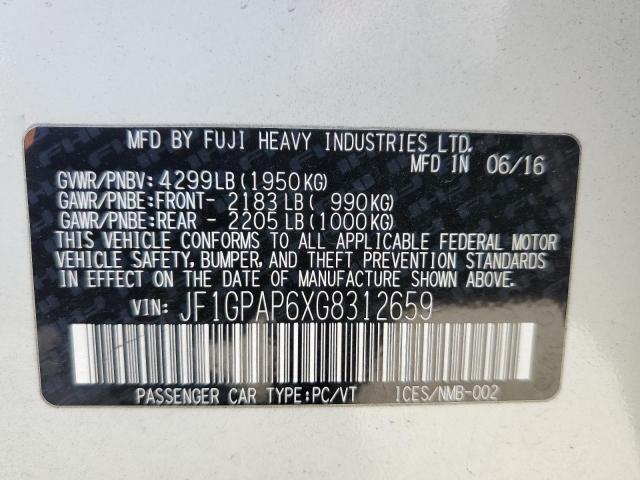 MFD BY FUJI HEAVY INDUSTRIES LTD.
MFD IN 06/16
GVWR/PNBV: 4299LB (1950KG)
GAWR/PNBE:FRONT- 2183LB ( 990KG)
GAWR/PNBE:REAR - 2205LB (1000KG)
THIS VEHICLE CONFORMS TO ALL APPLICABLE FEDERAL MOTOR
VEHICLE SAFETY, BUMPER, AND THEFT PREVENTION STANDARDS
IN EFFECT ON THE DATE OF MANUFACTURE SHOWN ABOVE.
VIN: JF1GPAP6XG8312659
PASSENGER CAR TYPE:PC/VT ICES/NMB-002